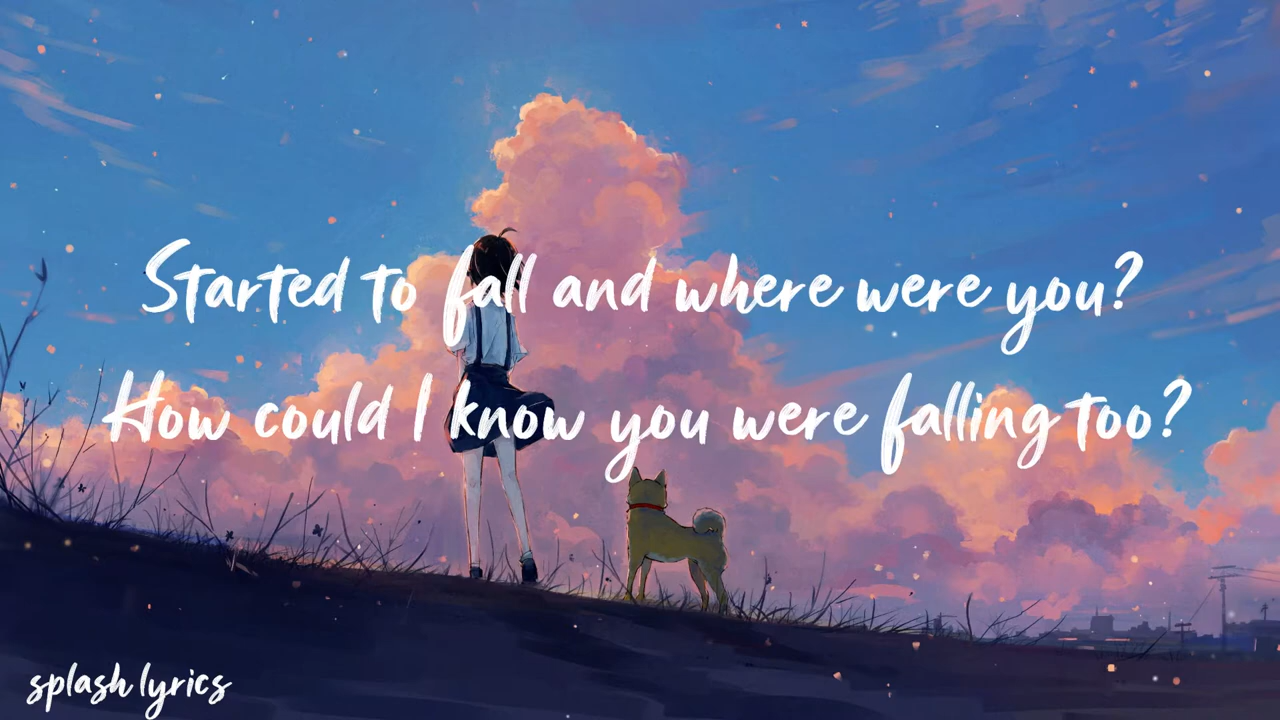 Started to fall and where were you?
How could I know you were falling too?
splash lyrics